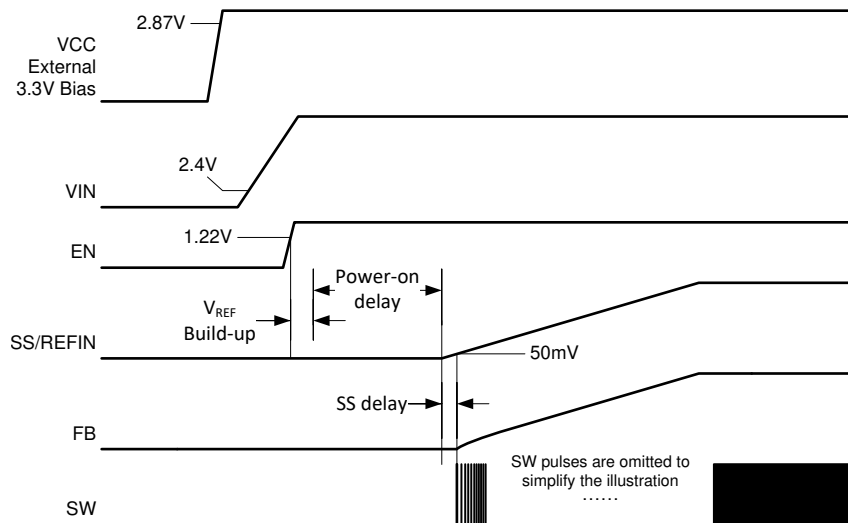 2.87V
VCC
External
3.3V Bias
2.4V
VIN
1.22V
EN
Power-on
delay
VREF
Build-up
SS/REFIN
50mV
SS delay
FB
SW pulses are omitted to
simplify the illustration
......
SW